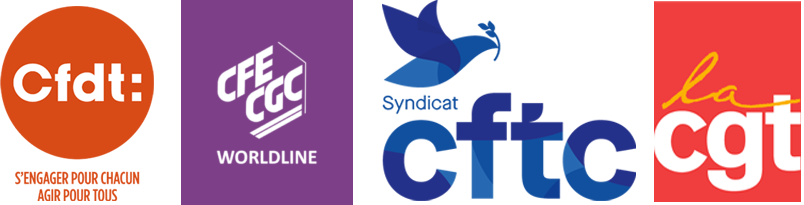 Cfdt:
S'ENGAGER POUR CHACUN
AGIR POUR TOUS
CFE
CGC
WORLDLINE
Syndicat
cftc
la
cgt